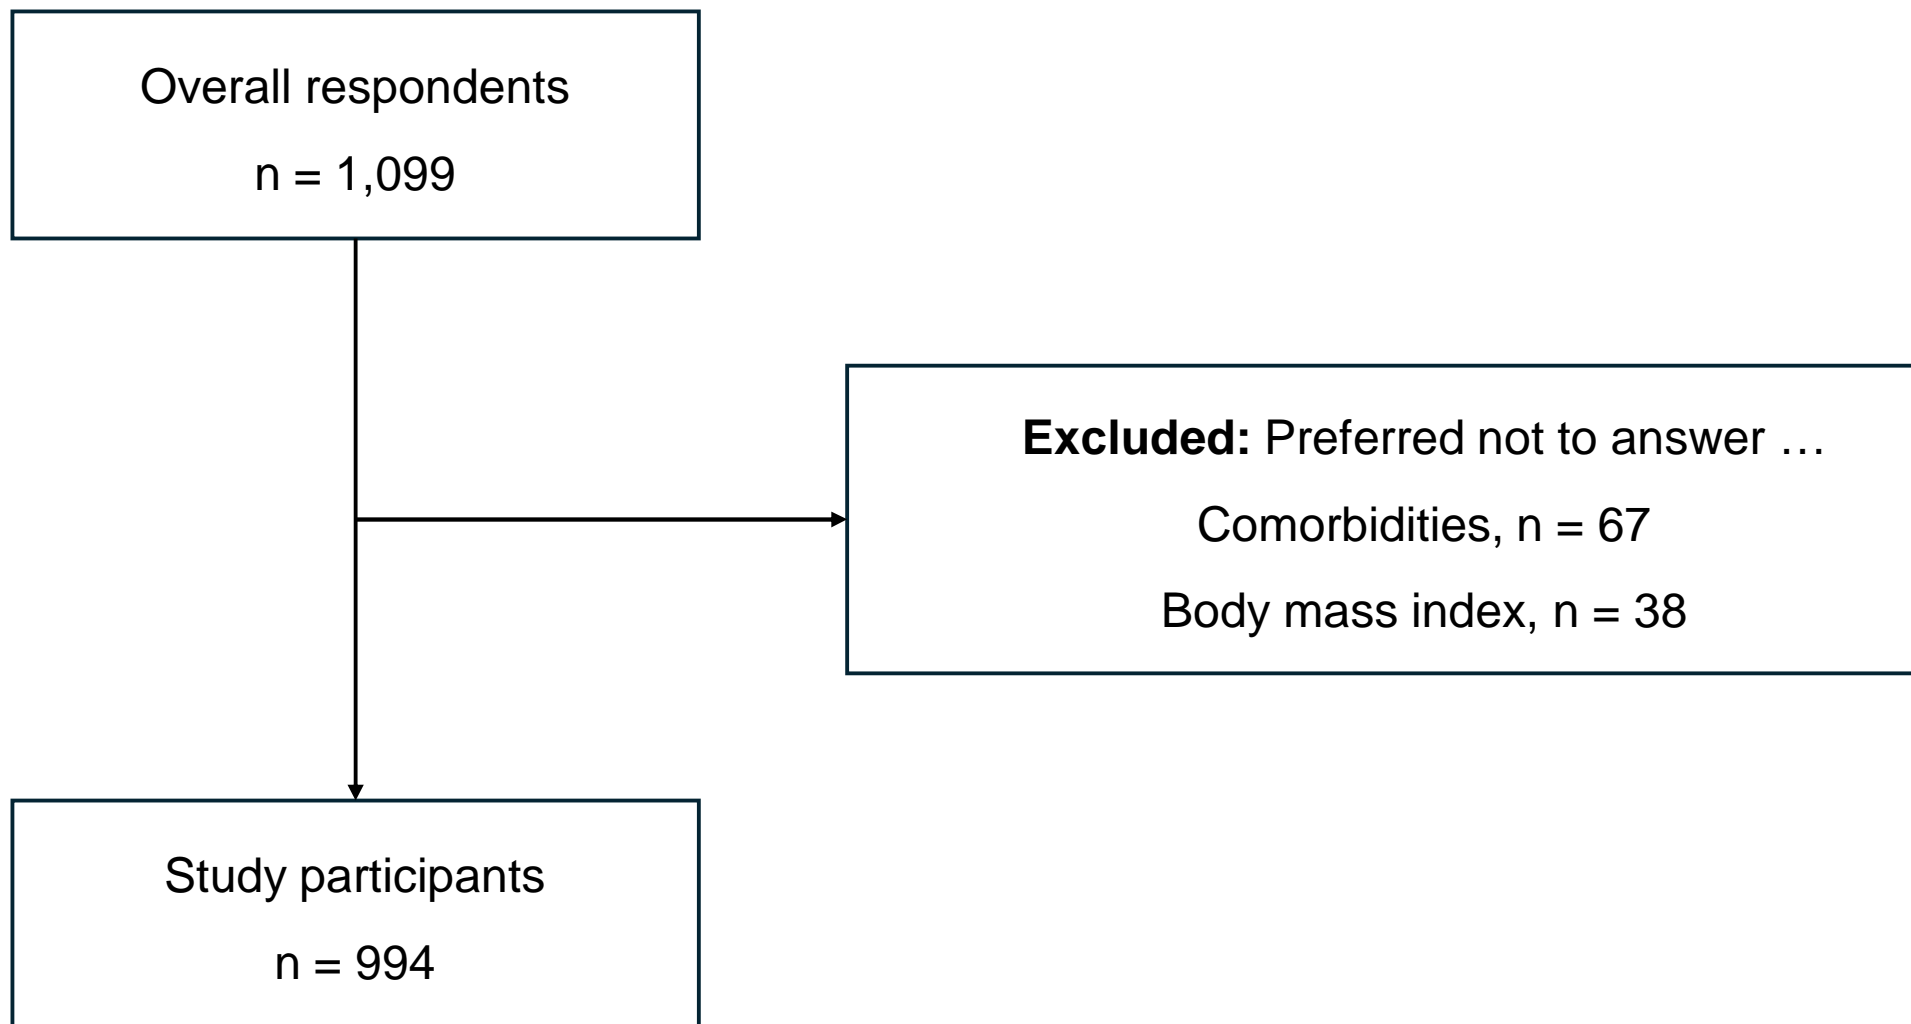 Overall respondents
n = 1,099
Excluded: Preferred not to answer …
Comorbidities, n = 67
Body mass index, n = 38
Study participants
n = 994